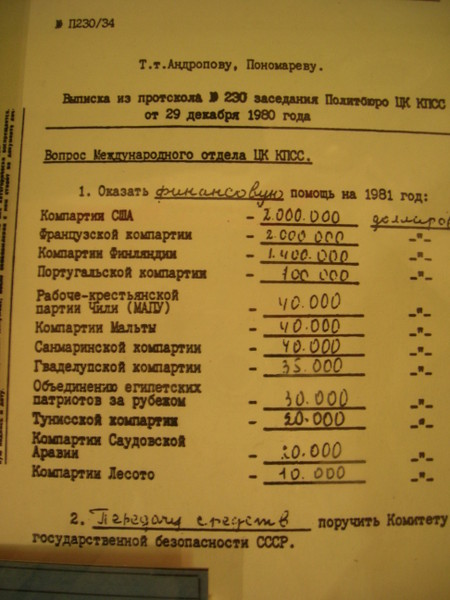 № П230/34
Т.т.Андропову, Пономареву.
Выписка из протокола № 230 заседания Политбюро ЦК КПСС
от 29 декабря 1980 года
Вопрос Международного отдела ЦК КПСС.
1. Оказать финансовую помощь на 1981 год:
Компартии США - 2.000.000
Французской компартии - 2.000 000 -"-
Компартии Финляндии - 1.400.000 -"-
Португальской компартии - 100 000 -"-
Рабоче-крестьянской
партии Чили (МАПУ) - 40.000 -"-
Компартии Мальты - 40.000 -"-
Санмаринской компартии - 40.000 -"-
Гваделупской компартии - 35.000 -"-
Объединению египетских
патриотов за рубежом - 30.000 -"-
Тунисской компартии - 20.000 -"-
Компартии Саудовской
Аравии - 20.000 -"-
Компартии Лесото - 10.000 -"-
2. Передачу средств поручить Комитету
государственной безопасности СССР.